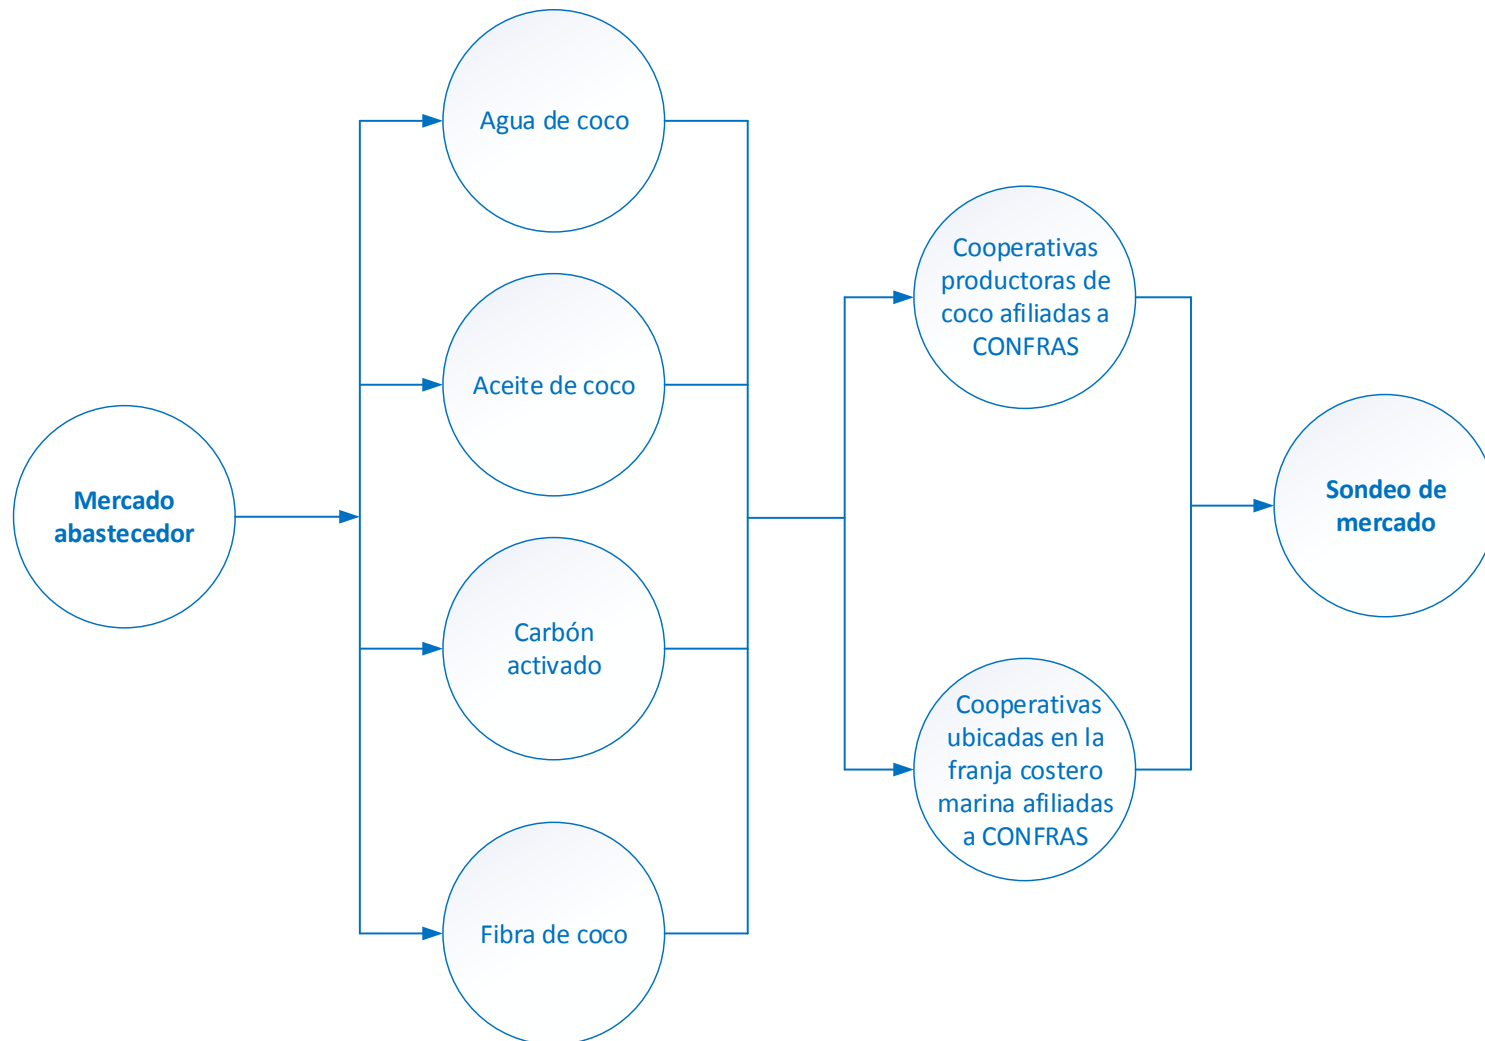 Mercado
abastecedor
Agua de coco
Aceite de coco
Carbón
activado
Fibra de coco
Cooperativas
productoras de
coco afiliadas a
CONFRAS
Cooperativas
ubicadas en la
franja costero
marina afiliadas
a CONFRAS
Sondeo de
mercado